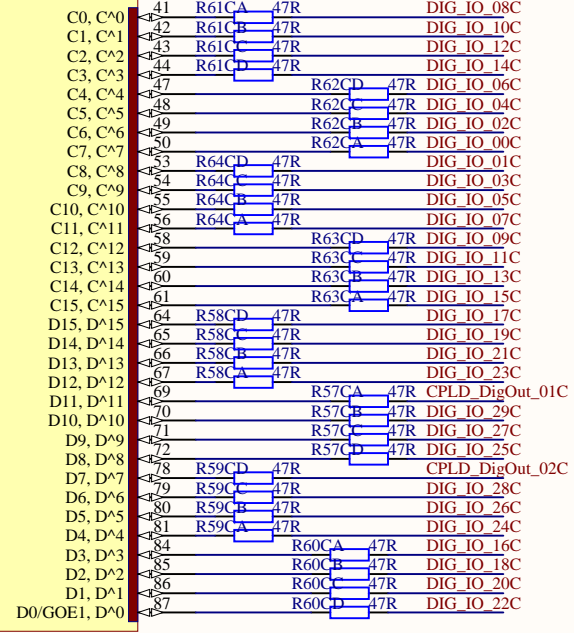 C0, C^0 41 R61CA 47R DIG_IO_08C
C1, C^1 42 R61CB 47R DIG_IO_10C
C2, C^2 43 R61CC 47R DIG_IO_12C
C3, C^3 44 R61CD 47R DIG_IO_14C
C4, C^4 47 R62CD 47R DIG_IO_06C
C5, C^5 48 R62CC 47R DIG_IO_04C
C6, C^6 49 R62CB 47R DIG_IO_02C
C7, C^7 50 R62CA 47R DIG_IO_00C
C8, C^8 53 R64CD 47R DIG_IO_01C
C9, C^9 54 R64CC 47R DIG_IO_03C
C10, C^10 55 R64CB 47R DIG_IO_05C
C11, C^11 56 R64CA 47R DIG_IO_07C
C12, C^12 58 R63CD 47R DIG_IO_09C
C13, C^13 59 R63CC 47R DIG_IO_11C
C14, C^14 60 R63CB 47R DIG_IO_13C
C15, C^15 61 R63CA 47R DIG_IO_15C
D15, D^15 64 R58CD 47R DIG_IO_17C
D14, D^14 65 R58CC 47R DIG_IO_19C
D13, D^13 66 R58CB 47R DIG_IO_21C
D12, D^12 67 R58CA 47R DIG_IO_23C
D11, D^11 69 R57CA 47R CPLD_DigOut_01C
D10, D^10 70 R57CB 47R DIG_IO_29C
D9, D^9 71 R57CC 47R DIG_IO_27C
D8, D^8 72 R57CD 47R DIG_IO_25C
D7, D^7 78 R59CD 47R CPLD_DigOut_02C
D6, D^6 79 R59CC 47R DIG_IO_28C
D5, D^5 80 R59CB 47R DIG_IO_26C
D4, D^4 81 R59CA 47R DIG_IO_24C
D3, D^3 84 R60CA 47R DIG_IO_16C
D2, D^2 85 R60CB 47R DIG_IO_18C
D1, D^1 86 R60CC 47R DIG_IO_20C
D0/GOE1, D^0 87 R60CD 47R DIG_IO_22C